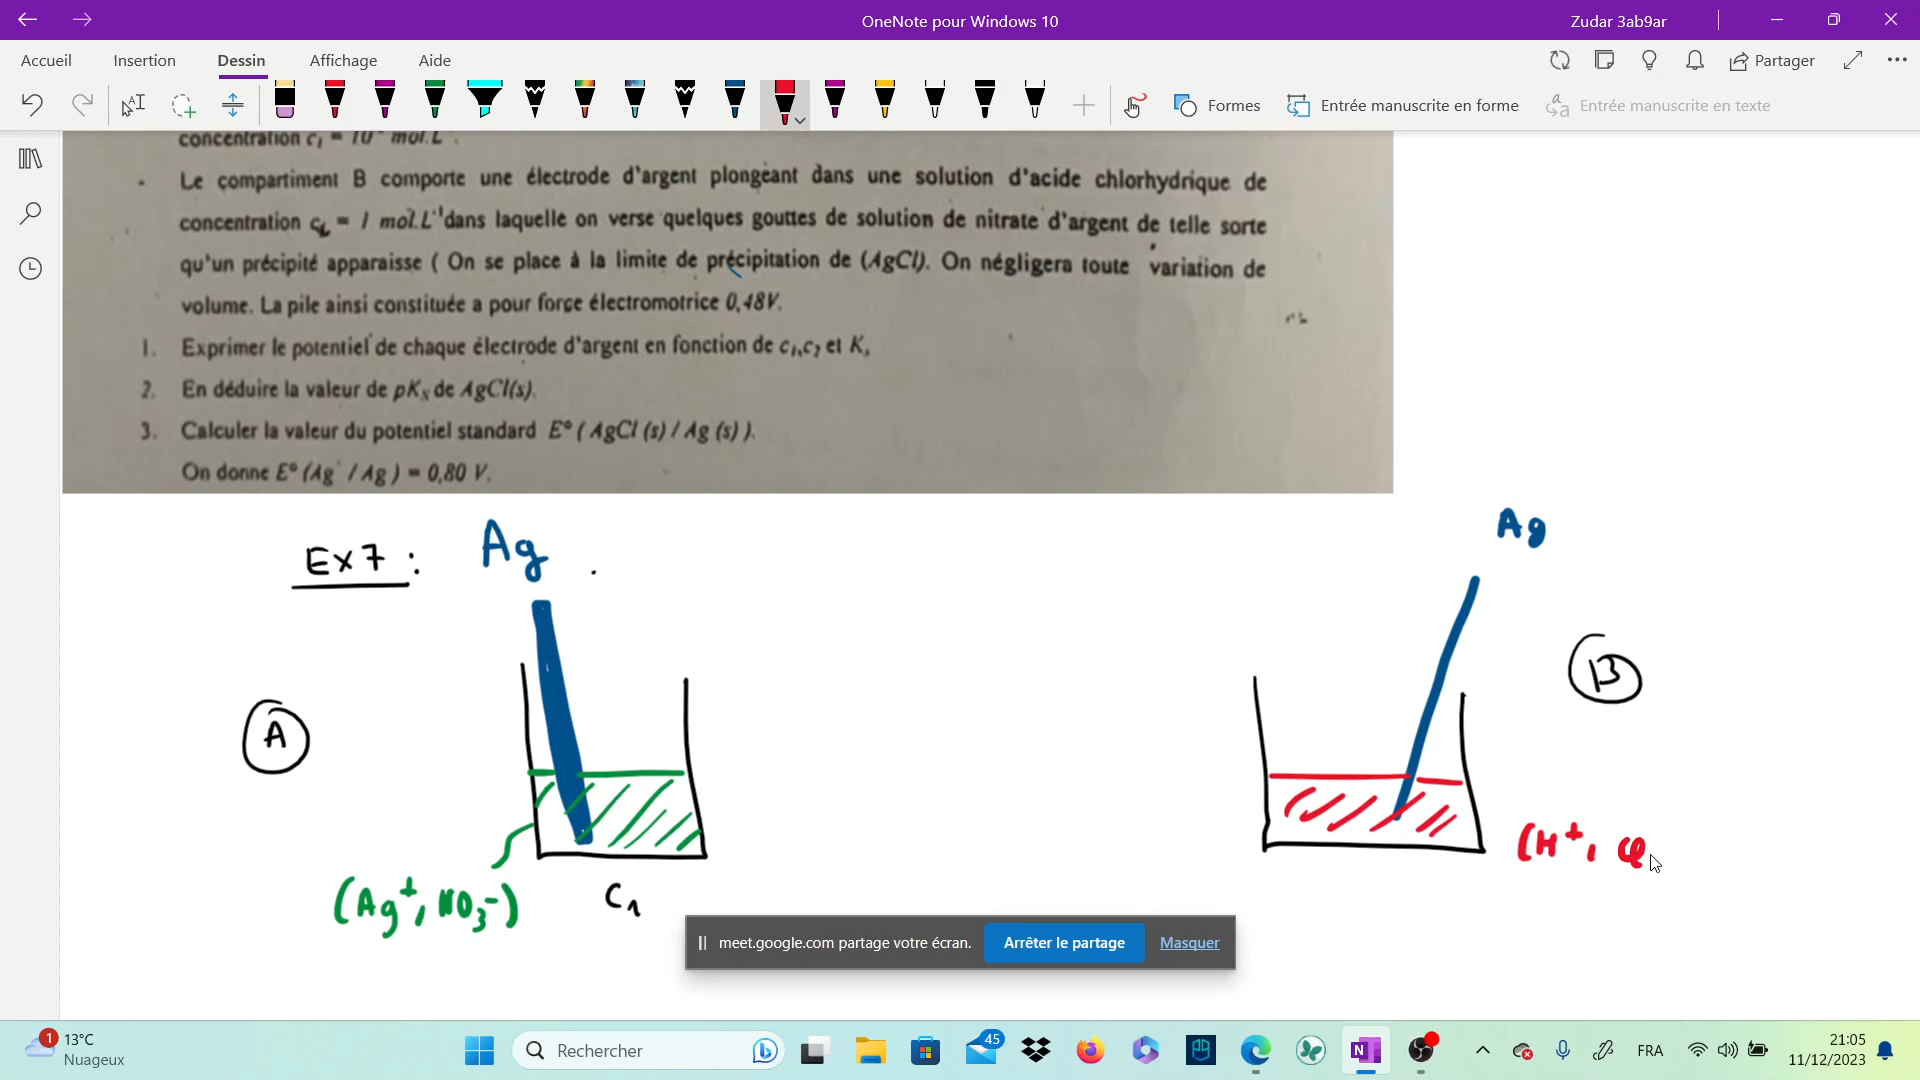 OneNote pour Windows 10
Zudar 3ab9ar
Accueil Insertion Dessin Affichage Aide
Partager
Formes
Entrée manuscrite en forme
Entrée manuscrite en texte
concentration c₁ = mol.L
- Le compartiment B comporte une électrode d'argent plongeant dans une solution d'acide chlorhydrique de
concentration = 1 mol.L⁻¹ dans laquelle on verse quelques gouttes de solution de nitrate d'argent de telle sorte
qu'un précipité apparaisse ( On se place à la limite de précipitation de (AgCl). On négligera toute variation de
volume. La pile ainsi constituée a pour force électromotrice 0,48V.
1. Exprimer le potentiel de chaque électrode d'argent en fonction de c₁,c₂ et Kₛ
2. En déduire la valeur de pKₛ de AgCl(s).
3. Calculer la valeur du potentiel standard E° ( AgCl (s) / Ag (s) ).
On donne E° (Ag⁺ / Ag ) = 0,80 V.
Ex7 :
Ag
Ag
A
B
(H⁺, Cl
(Ag⁺, NO₃⁻)
C₁
meet.google.com partage votre écran.
Arrêter le partage
Masquer
1
13°C
Nuageux
Rechercher
45
FRA
21:05
11/12/2023